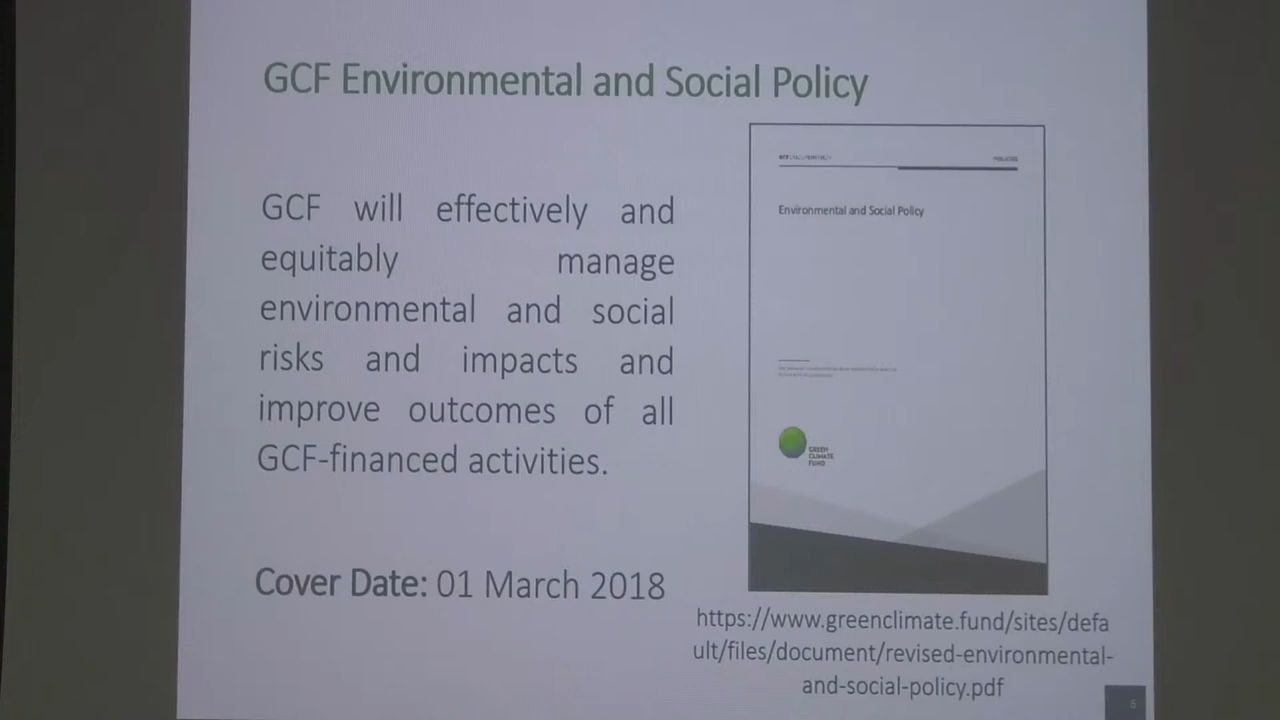 GCF Environmental and Social Policy
GCF will effectively and
equitably manage
environmental and social
risks and impacts and
improve outcomes of all
GCF-financed activities.
Cover Date: 01 March 2018
POLICIES
Environmental and Social Policy
GREEN
CLIMATE
FUND
https://www.greenclimate.fund/sites/defa
ult/files/document/revised-environmental-
and-social-policy.pdf
6